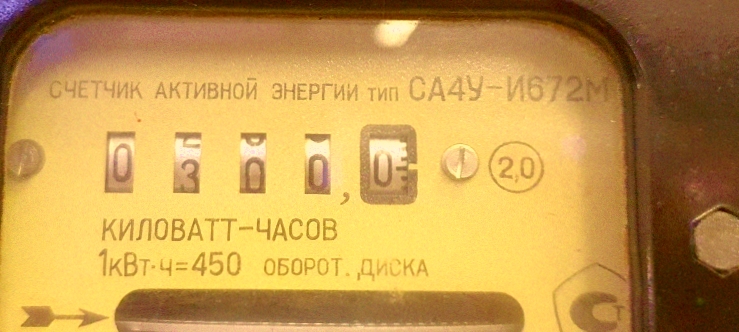 СЧЕТЧИК АКТИВНОЙ ЭНЕРГИИ ТИП СА4У-И672М
0 3 0 0, 0
2,0
КИЛОВАТТ-ЧАСОВ
1кВт·ч=450 ОБОРОТ. ДИСКА